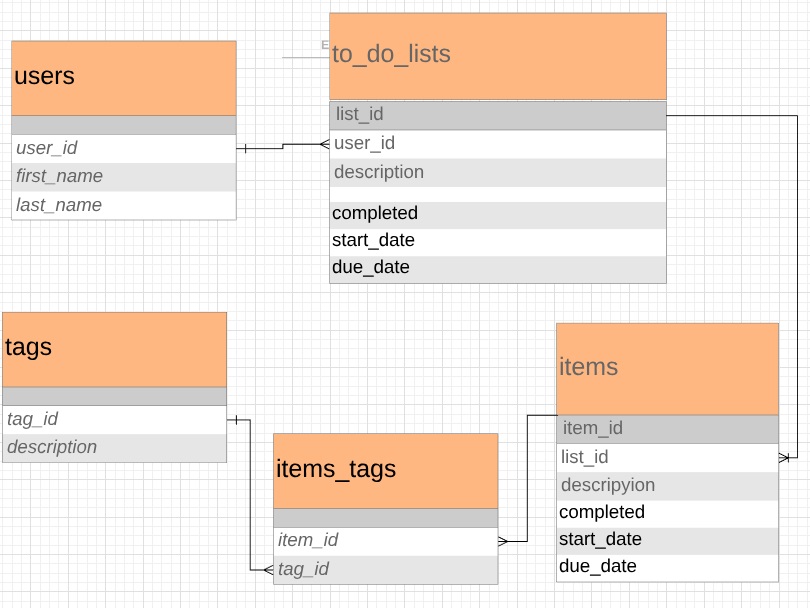 users
user_id
first_name
last_name
E
to_do_lists
list_id
user_id
description
completed
start_date
due_date
tags
tag_id
description
items_tags
item_id
tag_id
items
item_id
list_id
descripyion
completed
start_date
due_date